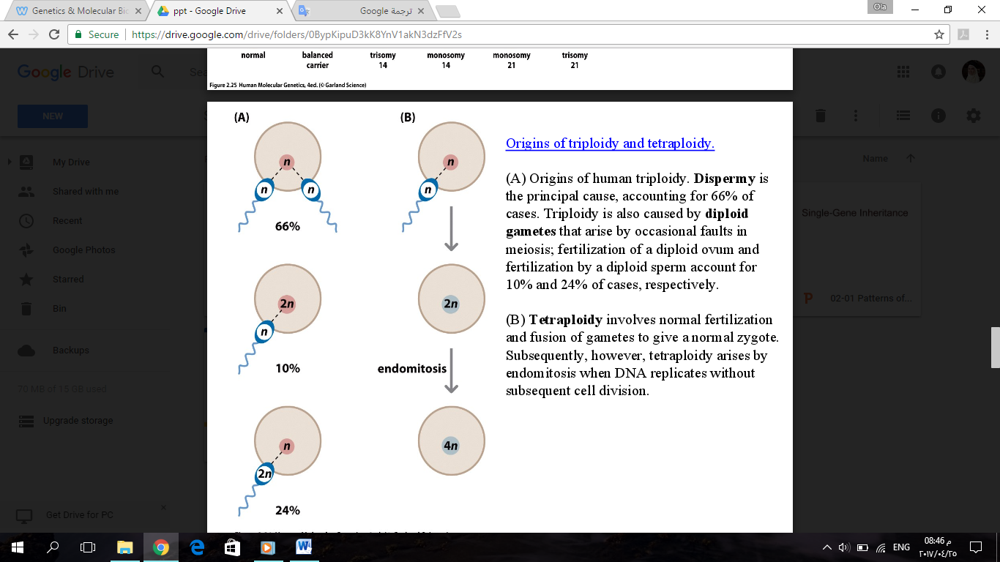 Genetics & Molecular Bio
ppt - Google Drive
ترجمة Google
Ola
Secure
https://drive.google.com/drive/folders/0BypKipuD3kK8YnV1akN3dzFfV2s
Google Drive
Sea
NEW
My Drive
Shared with me
Recent
Google Photos
Starred
Bin
Backups
70 MB of 15 GB used
Upgrade storage
Get Drive for PC
Name
Single-Gene Inheritance
P
02-01 Patterns of...
normal
balanced carrier
trisomy 14
monosomy 14
monosomy 21
trisomy 21
Figure 2.25 Human Molecular Genetics, 4ed. (© Garland Science)
(A)
n
n
n
66%
2n
n
10%
n
2n
24%
(B)
n
n
2n
endomitosis
4n
Origins of triploidy and tetraploidy.
(A) Origins of human triploidy. Dispermy is
the principal cause, accounting for 66% of
cases. Triploidy is also caused by diploid
gametes that arise by occasional faults in
meiosis; fertilization of a diploid ovum and
fertilization by a diploid sperm account for
10% and 24% of cases, respectively.
(B) Tetraploidy involves normal fertilization
and fusion of gametes to give a normal zygote.
Subsequently, however, tetraploidy arises by
endomitosis when DNA replicates without
subsequent cell division.
ENG
08:46 م
٢٠١٧/٠٤/٢٥